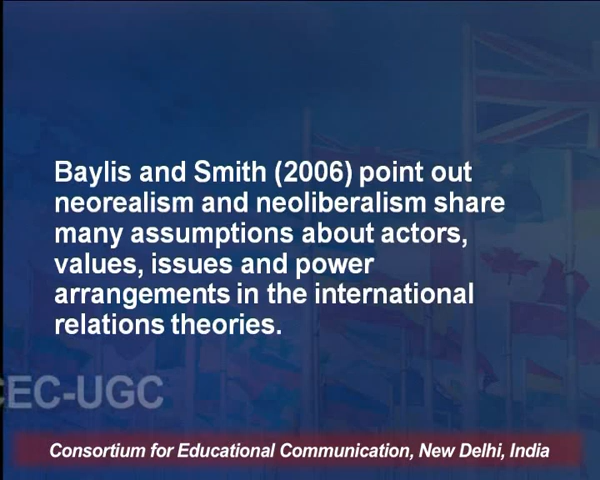 Baylis and Smith (2006) point out
neorealism and neoliberalism share
many assumptions about actors,
values, issues and power
arrangements in the international
relations theories.
CEC-UGC
Consortium for Educational Communication, New Delhi, India